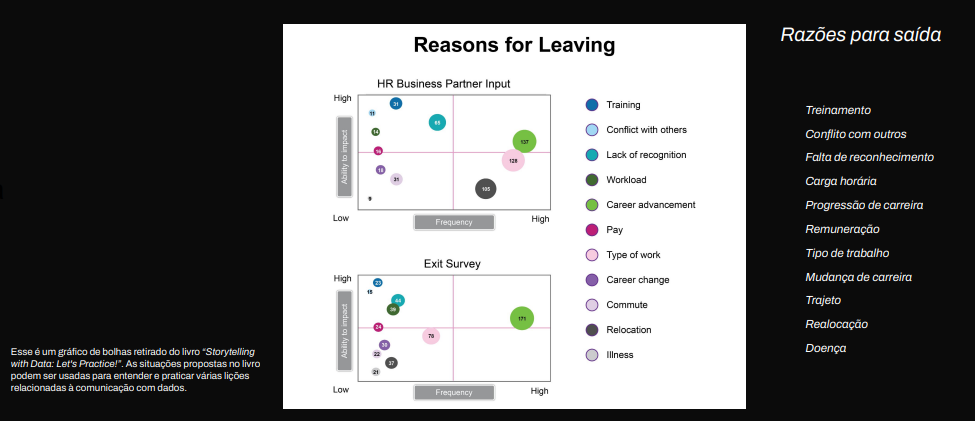 Reasons for Leaving
Razões para saída
HR Business Partner Input
High
31
11
69
14
137
16
128
19
31
105
9
Ability to impact
Low
Frequency
High
Training
Conflict with others
Lack of recognition
Workload
Career advancement
Pay
Type of work
Career change
Commute
Relocation
Illness
Treinamento
Conflito com outros
Falta de reconhecimento
Carga horária
Progressão de carreira
Remuneração
Tipo de trabalho
Mudança de carreira
Trajeto
Realocação
Doença
Exit Survey
High
23
15
44
39
171
24
76
30
22
37
21
Ability to impact
Low
Frequency
High
Esse é um gráfico de bolhas retirado do livro “Storytelling
with Data: Let's Practice!”. As situações propostas no livro
podem ser usadas para entender e praticar várias lições
relacionadas à comunicação com dados.